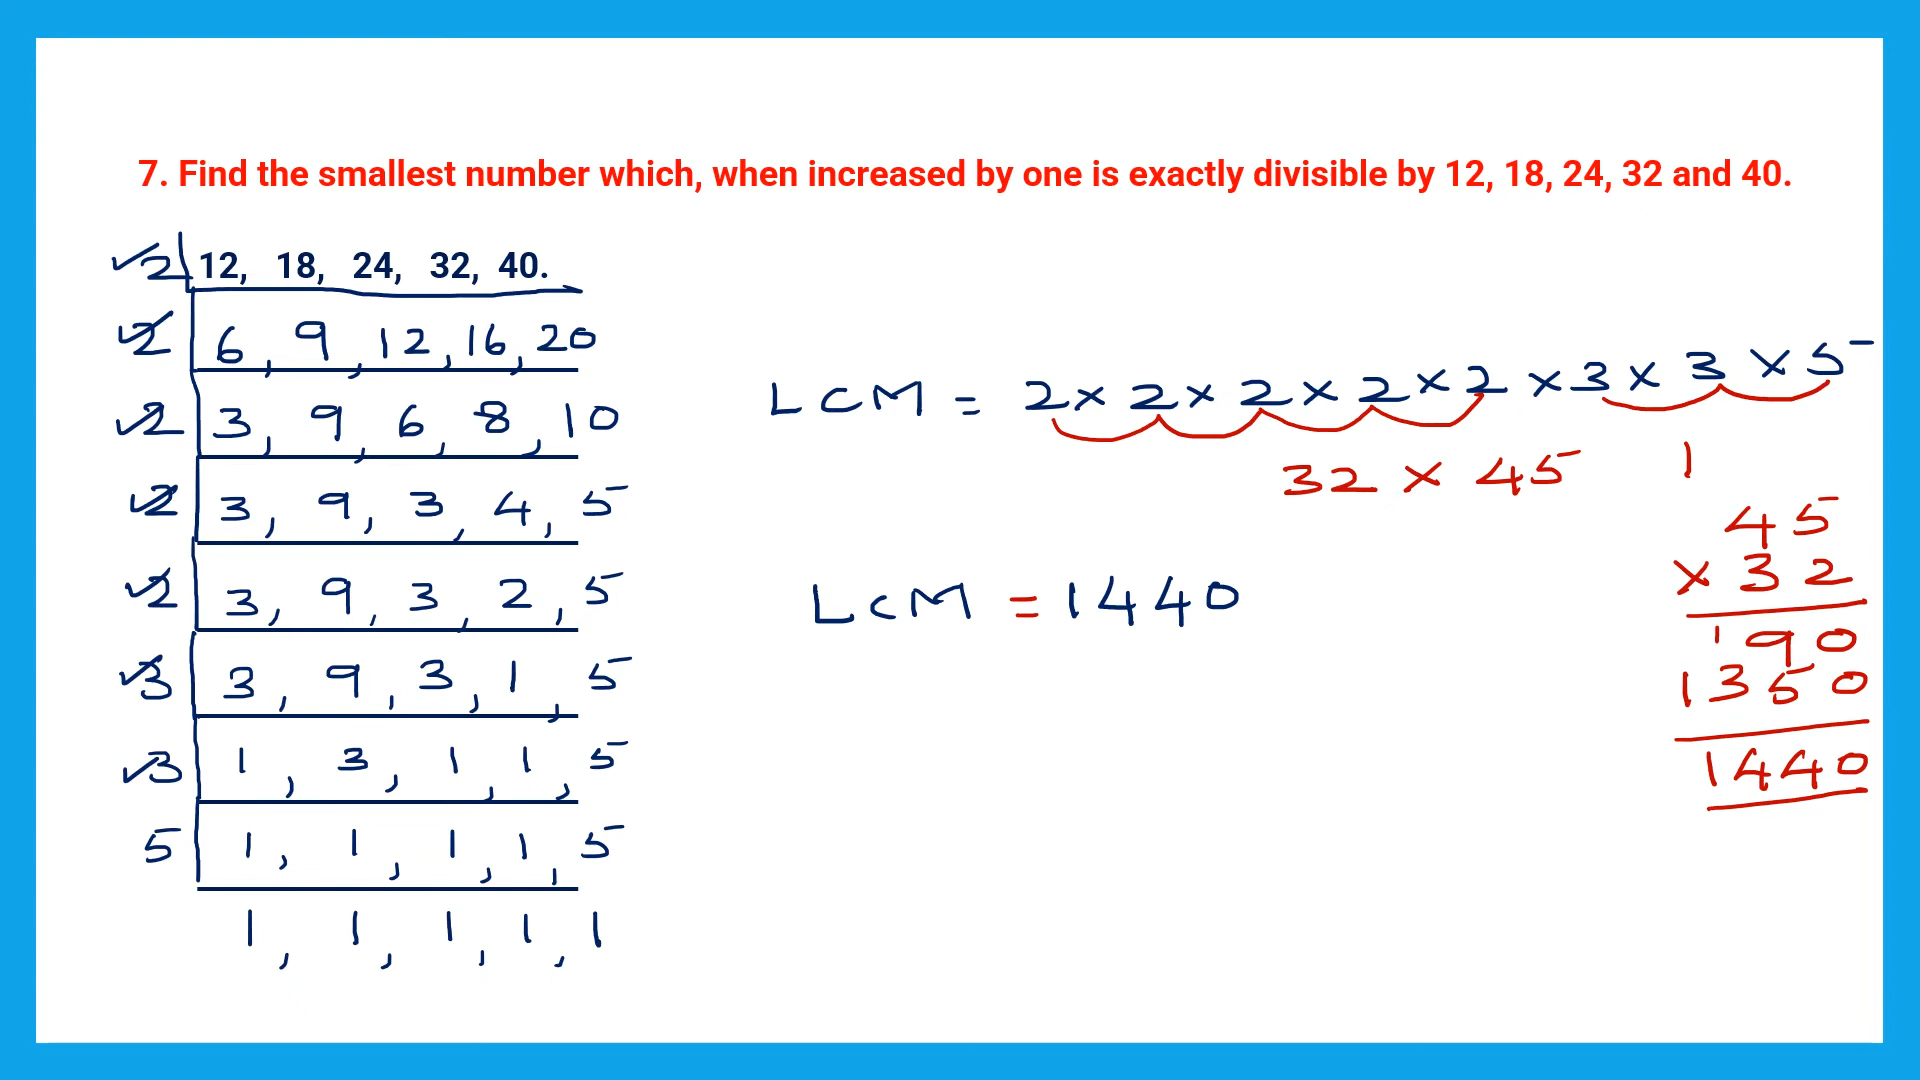 7. Find the smallest number which, when increased by one is exactly divisible by 12, 18, 24, 32 and 40.
2 12, 18, 24, 32, 40.
2 6, 9, 12, 16, 20
2 3, 9, 6, 8, 10
2 3, 9, 3, 4, 5
2 3, 9, 3, 2, 5
3 3, 9, 3, 1, 5
3 1, 3, 1, 1, 5
5 1, 1, 1, 1, 5
1, 1, 1, 1, 1
LCM = 2 × 2 × 2 × 2 × 2 × 3 × 3 × 5
32 × 45
LCM = 1440
1
45
× 32
190
1350
1440